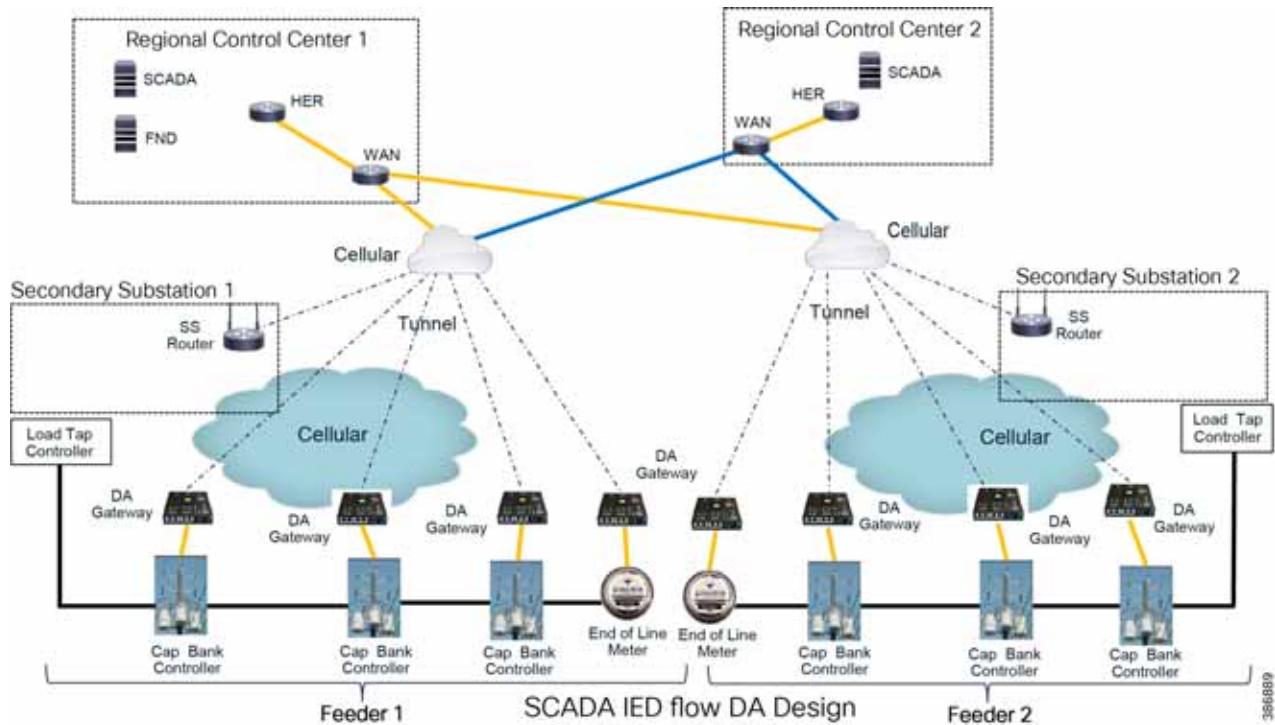 Regional Control Center 1
SCADA
HER
FND
WAN
Regional Control Center 2
SCADA
HER
WAN
Cellular
Cellular
Secondary Substation 1
SS
Router
Tunnel
Secondary Substation 2
SS
Router
Tunnel
Load Tap
Controller
Cellular
Cellular
Load Tap
Controller
DA
Gateway
DA
Gateway
DA
Gateway
DA
Gateway
DA
Gateway
DA
Gateway
DA
Gateway
Cap Bank
Controller
Cap Bank
Controller
Cap Bank
Controller
End of Line
Meter
End of Line
Meter
Cap Bank
Controller
Cap Bank
Controller
Cap Bank
Controller
Feeder 1
SCADA IED flow DA Design
Feeder 2
386889